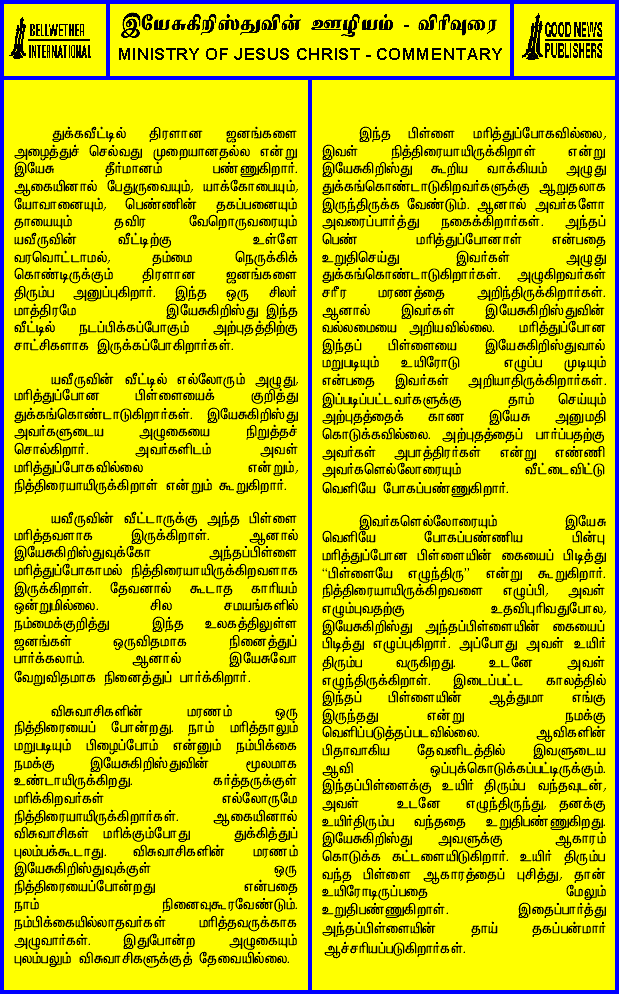 BELLWETHER
INTERNATIONAL
இயேசுகிறிஸ்துவின் ஊழியம் - விரிவுரை
MINISTRY OF JESUS CHRIST - COMMENTARY
GOOD NEWS
PUBLISHERS
துக்கவீட்டில் திரளான ஜனங்களை
அழைத்துச் செல்வது முறையானதல்ல என்று
இயேசு தீர்மானம் பண்ணுகிறார்.
ஆகையினால் பேதுருவையும், யாக்கோபையும்,
யோவானையும், பெண்ணின் தகப்பனையும்
தாயையும் தவிர வேறொருவரையும்
யவீருவின் வீட்டிற்கு உள்ளே
வரவொட்டாமல், தம்மை நெருக்கிக்
கொண்டிருக்கும் திரளான ஜனங்களை
திரும்ப அனுப்புகிறார். இந்த ஒரு சிலர்
மாத்திரமே இயேசுகிறிஸ்து இந்த
வீட்டில் நடப்பிக்கப்போகும் அற்புதத்திற்கு
சாட்சிகளாக இருக்கப்போகிறார்கள்.
யவீருவின் வீட்டில் எல்லோரும் அழுது,
மரித்துப்போன பிள்ளையைக் குறித்து
துக்கங்கொண்டாடுகிறார்கள். இயேசுகிறிஸ்து
அவர்களுடைய அழுகையை நிறுத்தச்
சொல்கிறார். அவர்களிடம் அவள்
மரித்துப்போகவில்லை என்றும்,
நித்திரையாயிருக்கிறாள் என்றும் கூறுகிறார்.
யவீருவின் வீட்டாருக்கு அந்த பிள்ளை
மரித்தவளாக இருக்கிறாள். ஆனால்
இயேசுகிறிஸ்துவுக்கோ அந்தப்பிள்ளை
மரித்துப்போகாமல் நித்திரையாயிருக்கிறவளாக
இருக்கிறாள். தேவனால் கூடாத காரியம்
ஒன்றுமில்லை. சில சமயங்களில்
நம்மைக்குறித்து இந்த உலகத்திலுள்ள
ஜனங்கள் ஒருவிதமாக நினைத்துப்
பார்க்கலாம். ஆனால் இயேசுவோ
வேறுவிதமாக நினைத்துப் பார்க்கிறார்.
விசுவாசிகளின் மரணம் ஒரு
நித்திரையைப் போன்றது. நாம் மரித்தாலும்
மறுபடியும் பிழைப்போம் என்னும் நம்பிக்கை
நமக்கு இயேசுகிறிஸ்துவின் மூலமாக
உண்டாயிருக்கிறது. கர்த்தருக்குள்
மரிக்கிறவர்கள் எல்லோருமே
நித்திரையாயிருக்கிறார்கள். ஆகையினால்
விசுவாசிகள் மரிக்கும்போது துக்கித்துப்
புலம்பக்கூடாது. விசுவாசிகளின் மரணம்
இயேசுகிறிஸ்துவுக்குள் ஒரு
நித்திரையைப்போன்றது என்பதை
நாம் நினைவுகூரவேண்டும்.
நம்பிக்கையில்லாதவர்கள் மரித்தவருக்காக
அழுவார்கள். இதுபோன்ற அழுகையும்
புலம்பலும் விசுவாசிகளுக்குத் தேவையில்லை.
இந்த பிள்ளை மரித்துப்போகவில்லை,
இவள் நித்திரையாயிருக்கிறாள் என்று
இயேசுகிறிஸ்து கூறிய வாக்கியம் அழுது
துக்கங்கொண்டாடுகிறவர்களுக்கு ஆறுதலாக
இருந்திருக்க வேண்டும். ஆனால் அவர்களோ
அவரைப்பார்த்து நகைக்கிறார்கள். அந்தப்
பெண் மரித்துப்போனாள் என்பதை
உறுதிசெய்து இவர்கள் அழுது
துக்கங்கொண்டாடுகிறார்கள். அழுகிறவர்கள்
சரீர மரணத்தை அறிந்திருக்கிறார்கள்.
ஆனால் இவர்கள் இயேசுகிறிஸ்துவின்
வல்லமையை அறியவில்லை. மரித்துப்போன
இந்தப் பிள்ளையை இயேசுகிறிஸ்துவால்
மறுபடியும் உயிரோடு எழுப்ப முடியும்
என்பதை இவர்கள் அறியாதிருக்கிறார்கள்.
இப்படிப்பட்டவர்களுக்கு தாம் செய்யும்
அற்புதத்தைக் காண இயேசு அனுமதி
கொடுக்கவில்லை. அற்புதத்தைப் பார்ப்பதற்கு
அவர்கள் அபாத்திரர்கள் என்று எண்ணி
அவர்களெல்லோரையும் வீட்டைவிட்டு
வெளியே போகப்பண்ணுகிறார்.
இவர்களெல்லோரையும் இயேசு
வெளியே போகப்பண்ணிய பின்பு
மரித்துப்போன பிள்ளையின் கையைப் பிடித்து
“பிள்ளையே எழுந்திரு” என்று கூறுகிறார்.
நித்திரையாயிருக்கிறவளை எழுப்பி, அவள்
எழும்புவதற்கு உதவிபுரிவதுபோல,
இயேசுகிறிஸ்து அந்தப்பிள்ளையின் கையைப்
பிடித்து எழுப்புகிறார். அப்போது அவள் உயிர்
திரும்ப வருகிறது. உடனே அவள்
எழுந்திருக்கிறாள். இடைப்பட்ட காலத்தில்
இந்தப் பிள்ளையின் ஆத்துமா எங்கு
இருந்தது என்று நமக்கு
வெளிப்படுத்தப்படவில்லை. ஆவிகளின்
பிதாவாகிய தேவனிடத்தில் இவளுடைய
ஆவி ஒப்புக்கொடுக்கப்பட்டிருக்கும்.
இந்தப்பிள்ளைக்கு உயிர் திரும்ப வந்தவுடன்,
அவள் உடனே எழுந்திருந்து, தனக்கு
உயிர்திரும்ப வந்ததை உறுதிபண்ணுகிறது.
இயேசுகிறிஸ்து அவளுக்கு ஆகாரம்
கொடுக்க கட்டளையிடுகிறார். உயிர் திரும்ப
வந்த பிள்ளை ஆகாரத்தைப் புசித்து, தான்
உயிரோடிருப்பதை மேலும்
உறுதிபண்ணுகிறாள். இதைப்பார்த்து
அந்தப்பிள்ளையின் தாய் தகப்பன்மார்
ஆச்சரியப்படுகிறார்கள்.